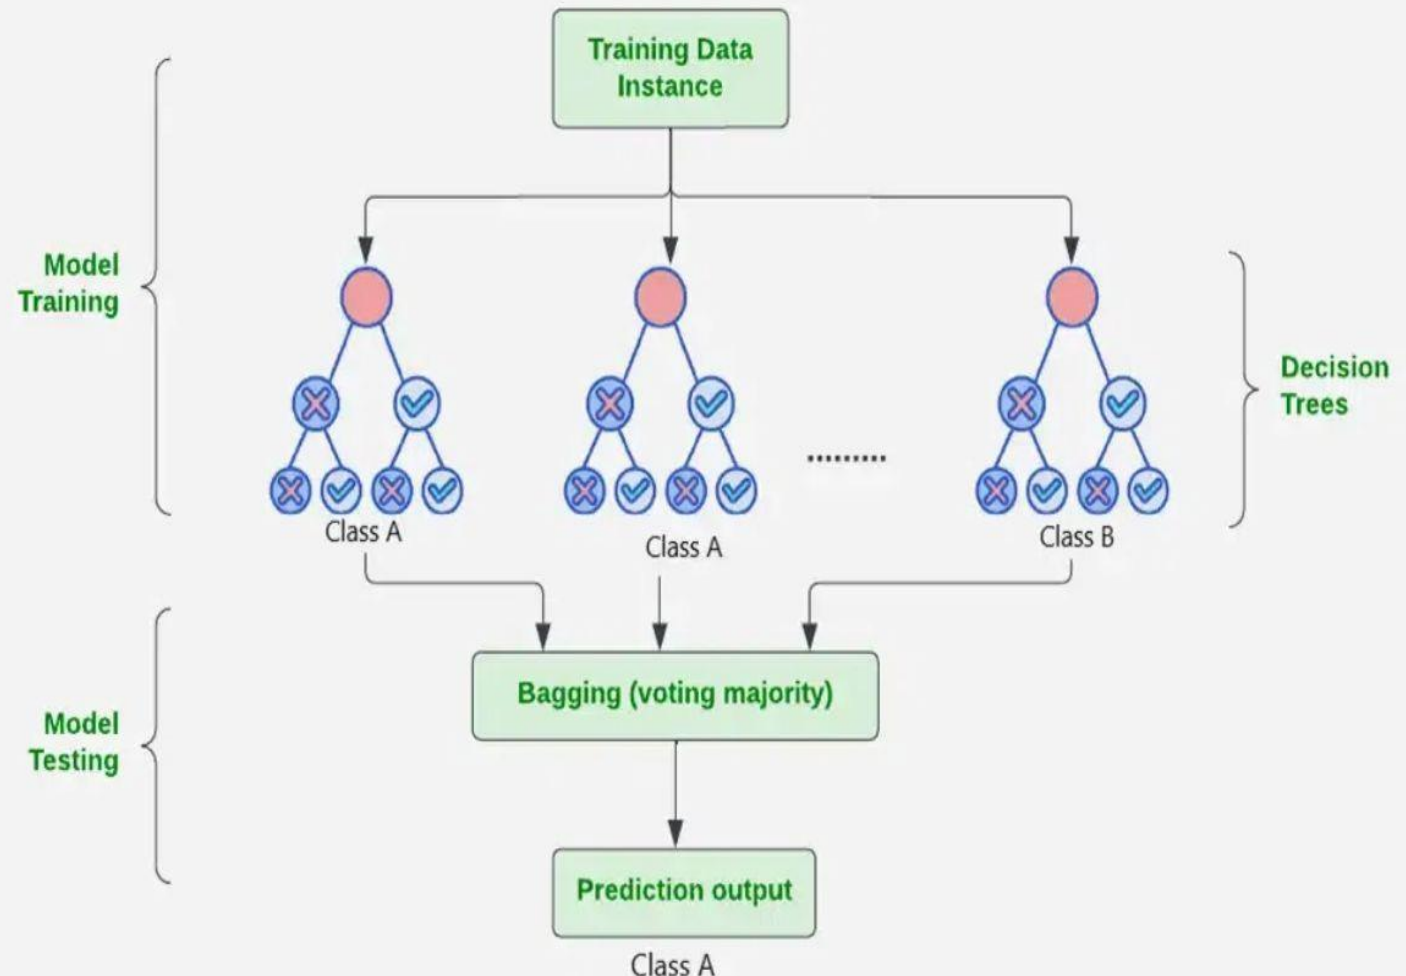 Training Data
Instance
Model
Training
Decision
Trees
.........
Class A
Class A
Class B
Bagging (voting majority)
Model
Testing
Prediction output
Class A